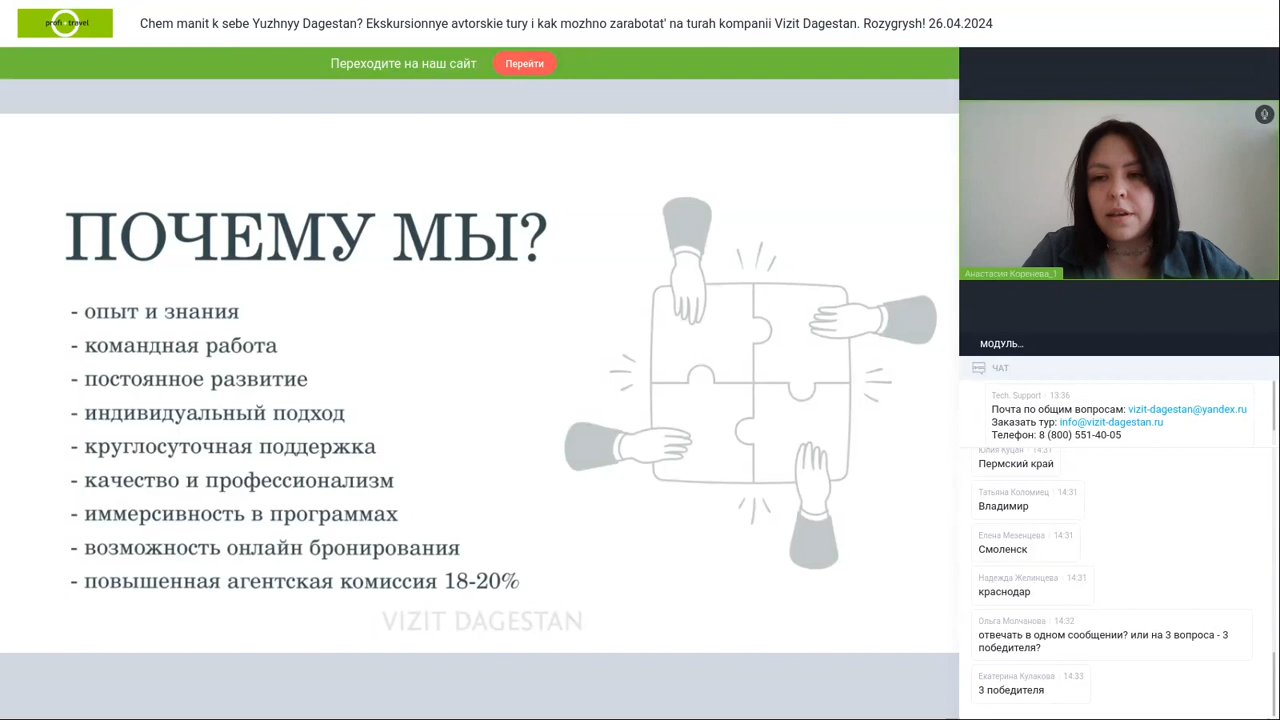 profi travel
Chem manit k sebe Yuzhnyy Dagestan? Ekskursionnye avtorskie tury i kak mozhno zarabotat' na turah kompanii Vizit Dagestan. Rozygrysh! 26.04.2024
Переходите на наш сайт
Перейти
ПОЧЕМУ МЫ?
- опыт и знания
- командная работа
- постоянное развитие
- индивидуальный подход
- круглосуточная поддержка
- качество и профессионализм
- иммерсивность в программах
- возможность онлайн бронирования
- повышенная агентская комиссия 18-20%
VIZIT DAGESTAN
Анастасия Коренева_1
МОДУЛЬ...
ЧАТ
Tech. Support · 13:36
Почта по общим вопросам: vizit-dagestan@yandex.ru
Заказать тур: info@vizit-dagestan.ru
Телефон: 8 (800) 551-40-05
Юлия Куцан · 14:31
Пермский край
Татьяна Коломиец · 14:31
Владимир
Елена Мезенцева · 14:31
Смоленск
Надежда Желинцева · 14:31
краснодар
Ольга Молчанова · 14:32
отвечать в одном сообщении? или на 3 вопроса - 3
победителя?
Екатерина Кулакова · 14:33
3 победителя